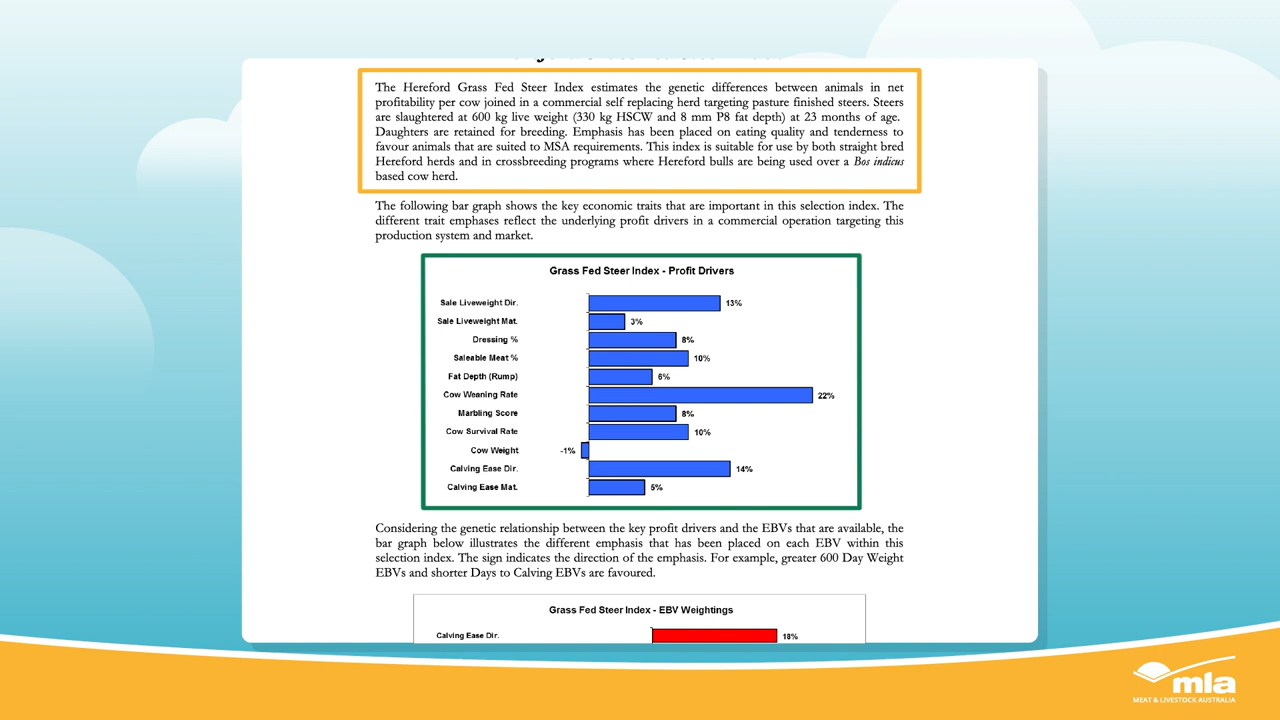 The Hereford Grass Fed Steer Index estimates the genetic differences between animals in net
profitability per cow joined in a commercial self replacing herd targeting pasture finished steers. Steers
are slaughtered at 600 kg live weight (330 kg HSCW and 8 mm P8 fat depth) at 23 months of age.
Daughters are retained for breeding. Emphasis has been placed on eating quality and tenderness to
favour animals that are suited to MSA requirements. This index is suitable for use by both straight bred
Hereford herds and in crossbreeding programs where Hereford bulls are being used over a Bos indicus
based cow herd.
The following bar graph shows the key economic traits that are important in this selection index. The
different trait emphases reflect the underlying profit drivers in a commercial operation targeting this
production system and market.
Grass Fed Steer Index - Profit Drivers
Sale Liveweight Dir. 13%
Sale Liveweight Mat. 3%
Dressing % 8%
Saleable Meat % 10%
Fat Depth (Rump) 6%
Cow Weaning Rate 22%
Marbling Score 8%
Cow Survival Rate 10%
Cow Weight -1%
Calving Ease Dir. 14%
Calving Ease Mat. 5%
Considering the genetic relationship between the key profit drivers and the EBVs that are available, the
bar graph below illustrates the different emphasis that has been placed on each EBV within this
selection index. The sign indicates the direction of the emphasis. For example, greater 600 Day Weight
EBVs and shorter Days to Calving EBVs are favoured.
Grass Fed Steer Index - EBV Weightings
Calving Ease Dir. 18%
mla
MEAT & LIVESTOCK AUSTRALIA